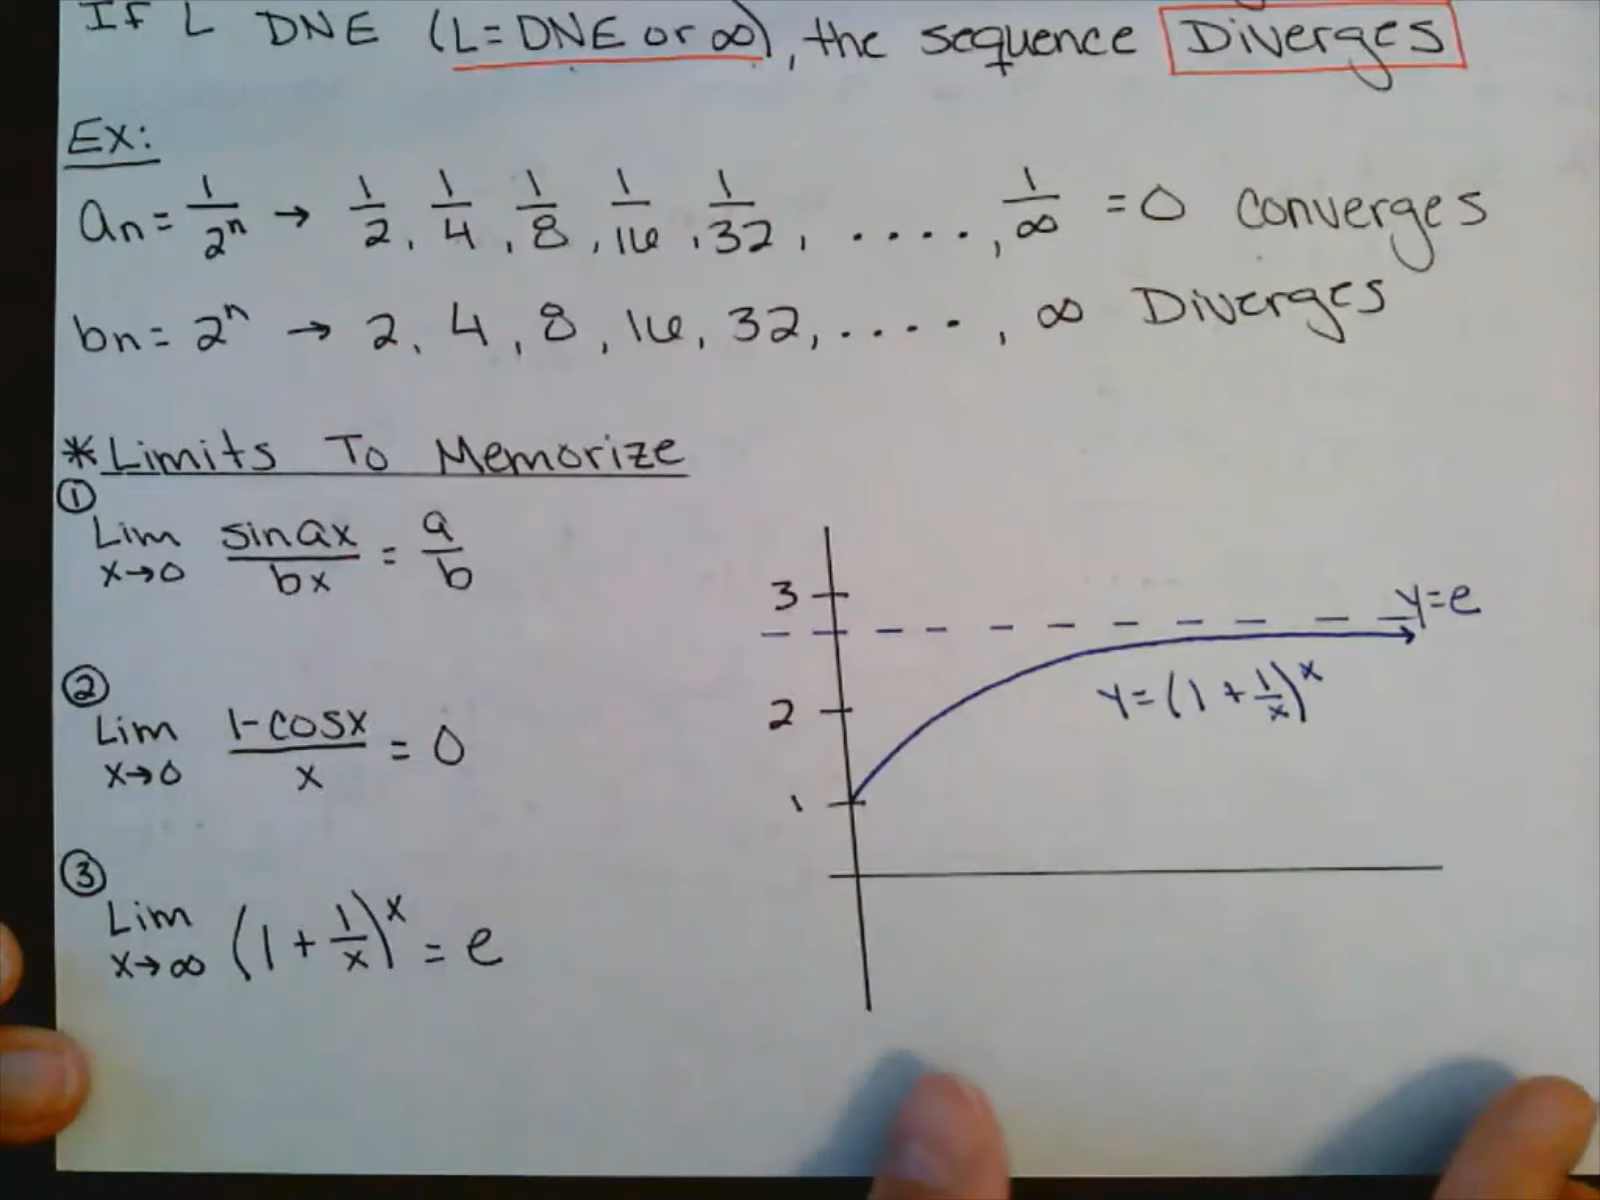 If L DNE (L=DNE or ∞), the sequence Diverges
Ex:
an = 1/2ⁿ → 1/2, 1/4, 1/8, 1/16, 1/32, ...., 1/∞ = 0 Converges
bn = 2ⁿ → 2, 4, 8, 16, 32, ...., ∞ Diverges
*Limits To Memorize
①
Lim x→0 sinax/bx = a/b
②
Lim x→0 1-cosx/x = 0
③
Lim x→∞ (1 + 1/x)ˣ = e
3
y=e
y=(1 + 1/x)ˣ
2
1